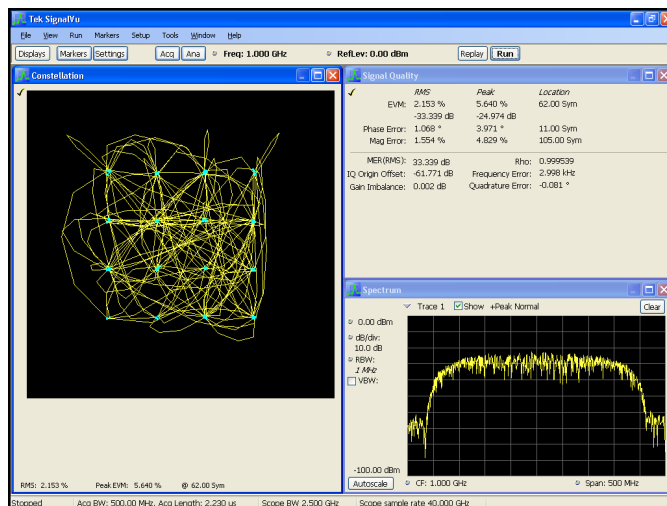 Tek SignalVu
File View Run Markers Setup Tools Window Help
Displays Markers Settings Acq Ana Freq: 1.000 GHz RefLev: 0.00 dBm Replay Run
Constellation
RMS: 2.153 % Peak EVM: 5.640 % @ 62.00 Sym
Signal Quality
RMS Peak Location
EVM: 2.153 % 5.640 % 62.00 Sym
-33.339 dB -24.974 dB
Phase Error: 1.068 ° 3.971 ° 11.00 Sym
Mag Error: 1.554 % 4.829 % 105.00 Sym
MER(RMS): 33.339 dB Rho: 0.999539
IQ Origin Offset: -61.771 dB Frequency Error: 2.998 kHz
Gain Imbalance: 0.002 dB Quadrature Error: -0.081 °
Spectrum
Trace 1 Show +Peak Normal Clear
0.00 dBm
dB/div:
10.0 dB
RBW:
1 MHz
VBW:
-100.00 dBm
Autoscale CF: 1.000 GHz Span: 500 MHz
Stopped Acq BW: 500.00 MHz, Acq Length: 2.230 us Scope BW 2.500 GHz Scope sample rate 40.000 GHz